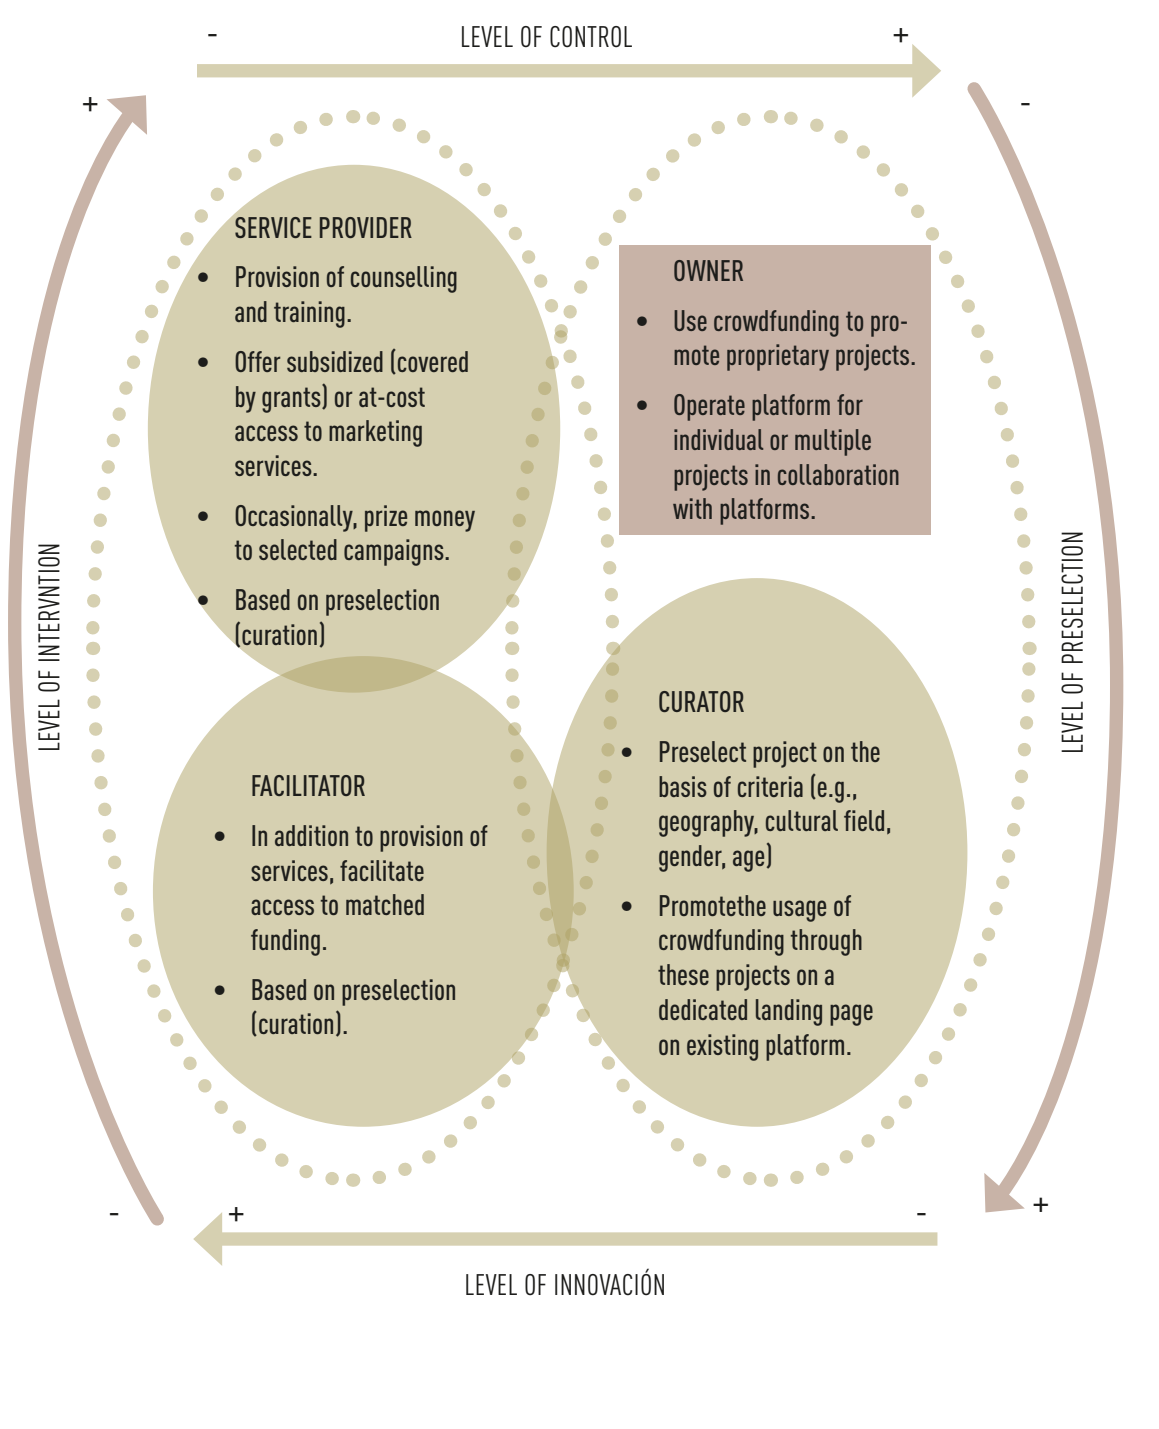 LEVEL OF CONTROL
-
+
+
-
SERVICE PROVIDER
• Provision of counselling
and training.
• Offer subsidized (covered
by grants) or at-cost
access to marketing
services.
• Occasionally, prize money
to selected campaigns.
• Based on preselection
(curation)
OWNER
• Use crowdfunding to pro-
mote proprietary projects.
• Operate platform for
individual or multiple
projects in collaboration
with platforms.
LEVEL OF INTERVNTION
LEVEL OF PRESELECTION
FACILITATOR
• In addition to provision of
services, facilitate
access to matched
funding.
• Based on preselection
(curation).
CURATOR
• Preselect project on the
basis of criteria (e.g.,
geography, cultural field,
gender, age)
• Promotethe usage of
crowdfunding through
these projects on a
dedicated landing page
on existing platform.
-
+
-
+
LEVEL OF INNOVACIÓN